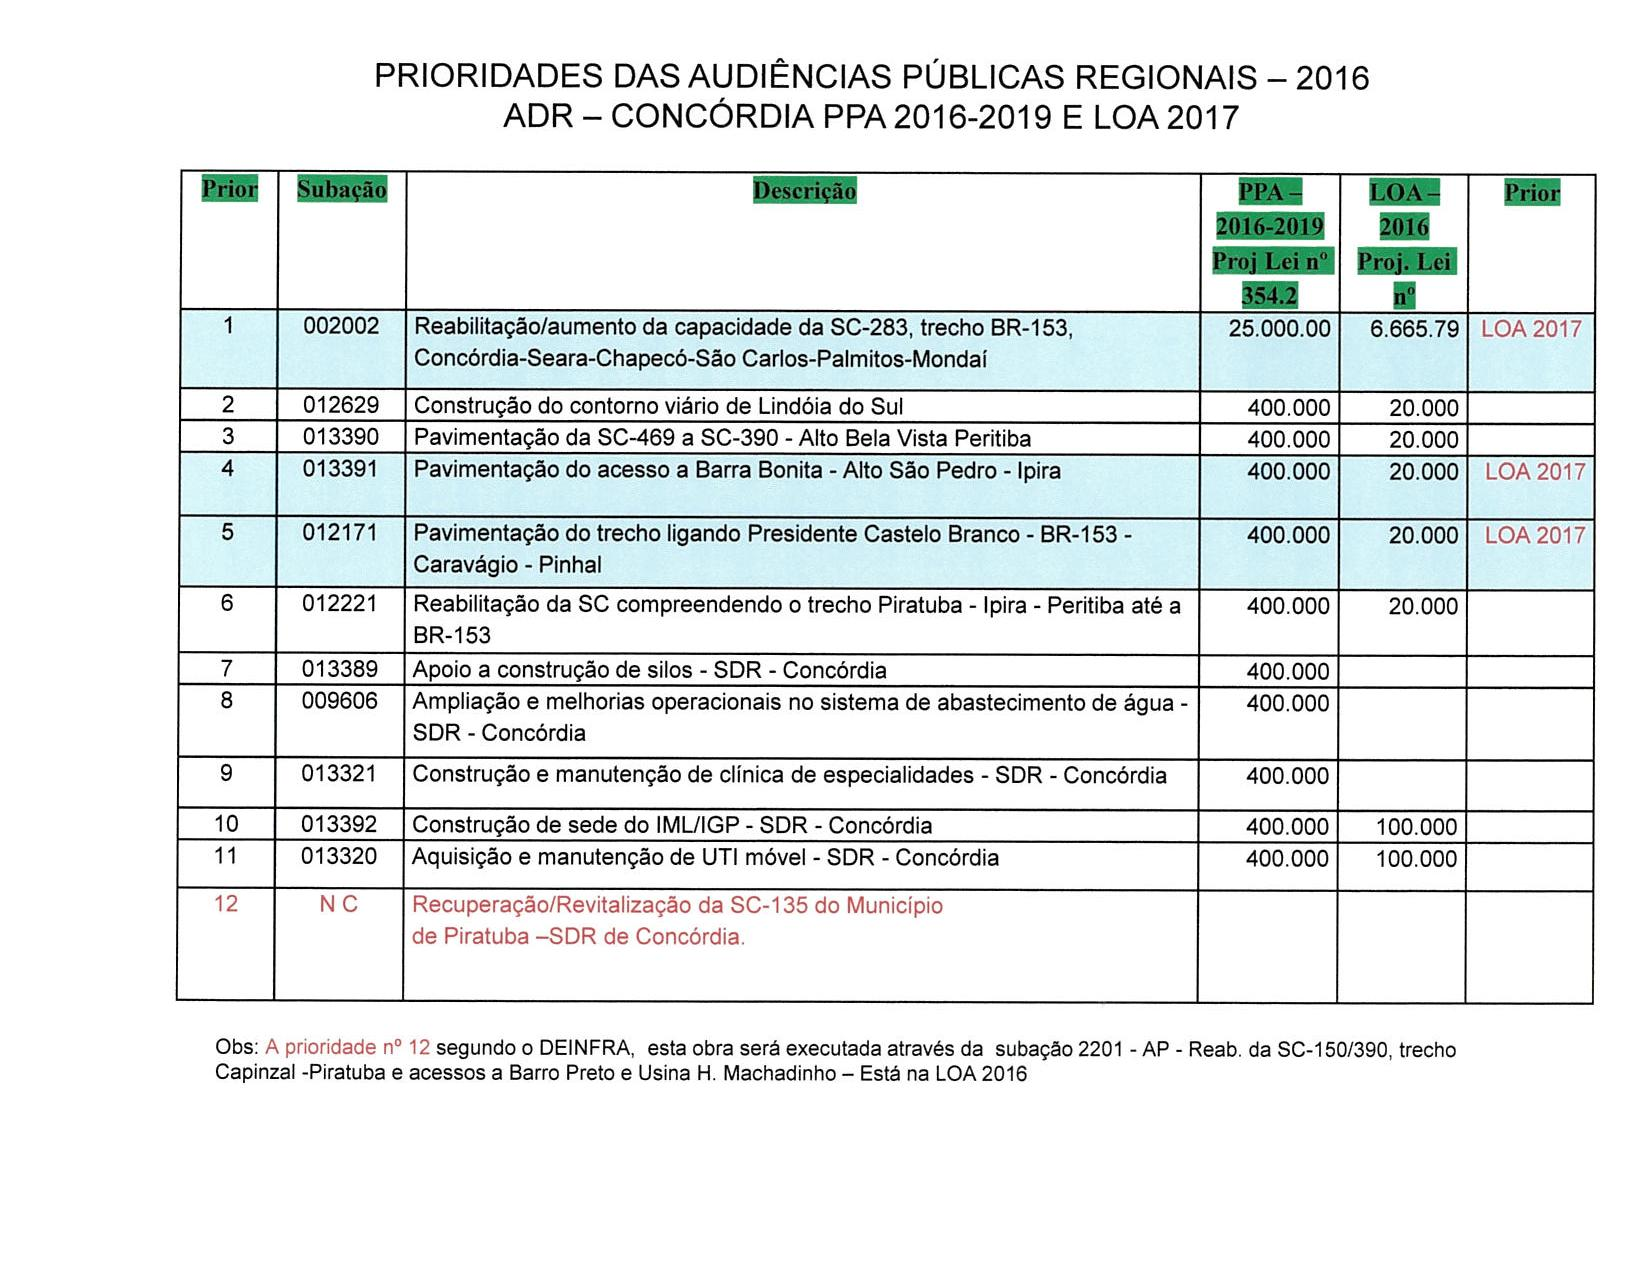 PRIORIDADES DAS AUDIÊNCIAS PÚBLICAS REGIONAIS – 2016
ADR – CONCÓRDIA PPA 2016-2019 E LOA 2017
Prior Subação Descrição PPA – LOA – Prior
2016-2019 2016
Proj Lei nº Proj. Lei
354.2 nº
1 002002 Reabilitação/aumento da capacidade da SC-283, trecho BR-153, 25.000.00 6.665.79 LOA 2017
Concórdia-Seara-Chapecó-São Carlos-Palmitos-Mondaí
2 012629 Construção do contorno viário de Lindóia do Sul 400.000 20.000
3 013390 Pavimentação da SC-469 a SC-390 - Alto Bela Vista Peritiba 400.000 20.000
4 013391 Pavimentação do acesso a Barra Bonita - Alto São Pedro - Ipira 400.000 20.000 LOA 2017
5 012171 Pavimentação do trecho ligando Presidente Castelo Branco - BR-153 - 400.000 20.000 LOA 2017
Caravágio - Pinhal
6 012221 Reabilitação da SC compreendendo o trecho Piratuba - Ipira - Peritiba até a 400.000 20.000
BR-153
7 013389 Apoio a construção de silos - SDR - Concórdia 400.000
8 009606 Ampliação e melhorias operacionais no sistema de abastecimento de água - 400.000
SDR - Concórdia
9 013321 Construção e manutenção de clínica de especialidades - SDR - Concórdia 400.000
10 013392 Construção de sede do IML/IGP - SDR - Concórdia 400.000 100.000
11 013320 Aquisição e manutenção de UTI móvel - SDR - Concórdia 400.000 100.000
12 N C Recuperação/Revitalização da SC-135 do Município
de Piratuba –SDR de Concórdia.
Obs: A prioridade nº 12 segundo o DEINFRA, esta obra será executada através da subação 2201 - AP - Reab. da SC-150/390, trecho
Capinzal -Piratuba e acessos a Barro Preto e Usina H. Machadinho – Está na LOA 2016